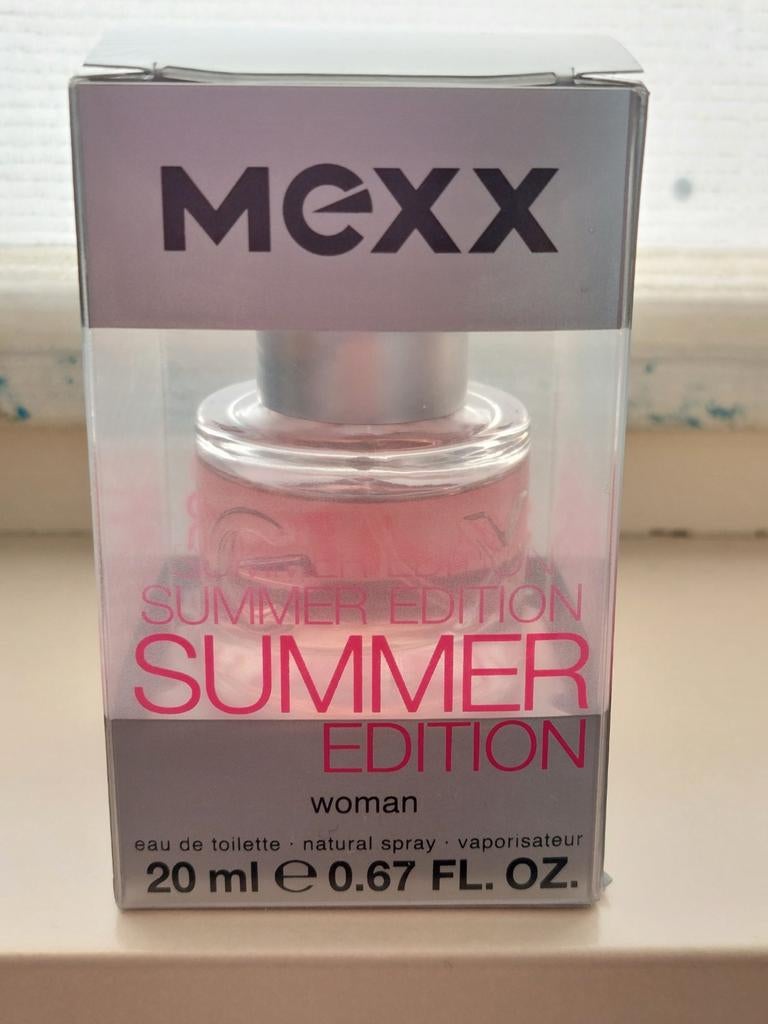 mexx
SUMMER EDITION
SUMMER
EDITION
woman
eau de toilette · natural spray · vaporisateur
20 ml ℮ 0.67 FL. OZ.